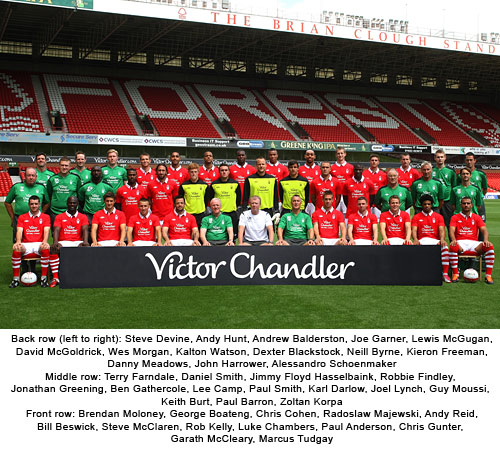 THE BRIAN CLOUGH STAND
FOREST
CWCS
CWCS
GREENE KING IPA
Victor Chandler
Back row (left to right): Steve Devine, Andy Hunt, Andrew Balderston, Joe Garner, Lewis McGugan,
David McGoldrick, Wes Morgan, Kalton Watson, Dexter Blackstock, Neill Byrne, Kieron Freeman,
Danny Meadows, John Harrower, Alessandro Schoenmaker
Middle row: Terry Farndale, Daniel Smith, Jimmy Floyd Hasselbaink, Robbie Findley,
Jonathan Greening, Ben Gathercole, Lee Camp, Paul Smith, Karl Darlow, Joel Lynch, Guy Moussi,
Keith Burt, Paul Barron, Zoltan Korpa
Front row: Brendan Moloney, George Boateng, Chris Cohen, Radoslaw Majewski, Andy Reid,
Bill Beswick, Steve McClaren, Rob Kelly, Luke Chambers, Paul Anderson, Chris Gunter,
Garath McCleary, Marcus Tudgay